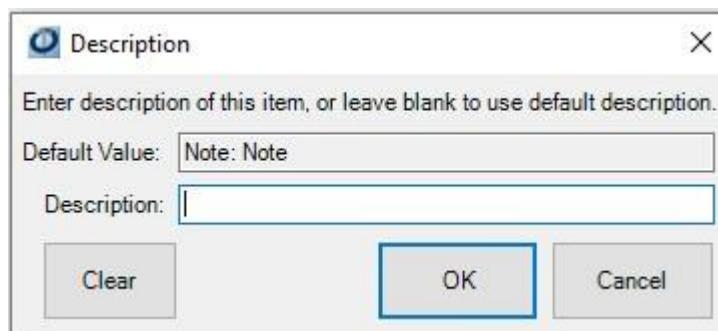 Description
Enter description of this item, or leave blank to use default description.
Default Value: Note: Note
Description:
Clear OK Cancel